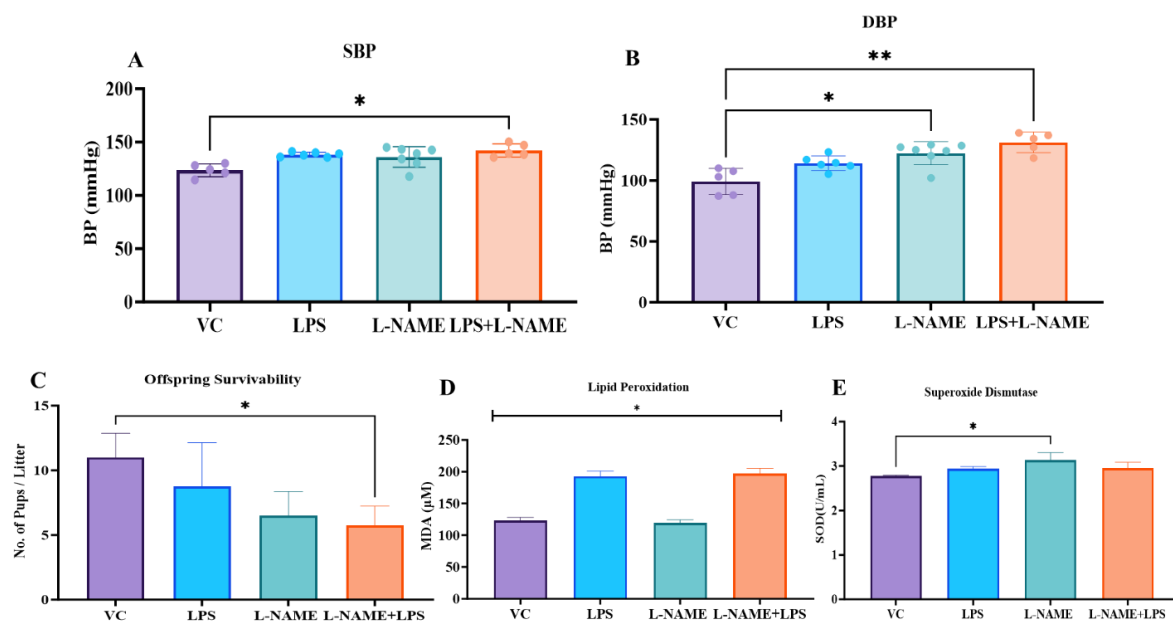 A
SBP
*
BP (mmHg)
200
150
100
50
0
VC LPS L-NAME LPS+L-NAME
B
DBP
**
*
BP (mmHg)
150
100
50
0
VC LPS L-NAME LPS+L-NAME
C
Offspring Survivability
*
No. of Pups / Litter
15
10
5
0
VC LPS L-NAME L-NAME+LPS
D
Lipid Peroxidation
*
MDA (µM)
250
200
150
100
50
0
VC LPS L-NAME L-NAME+LPS
E
Superoxide Dismutase
*
SOD(U/mL)
4
3
2
1
0
VC LPS L-NAME L-NAME+LPS